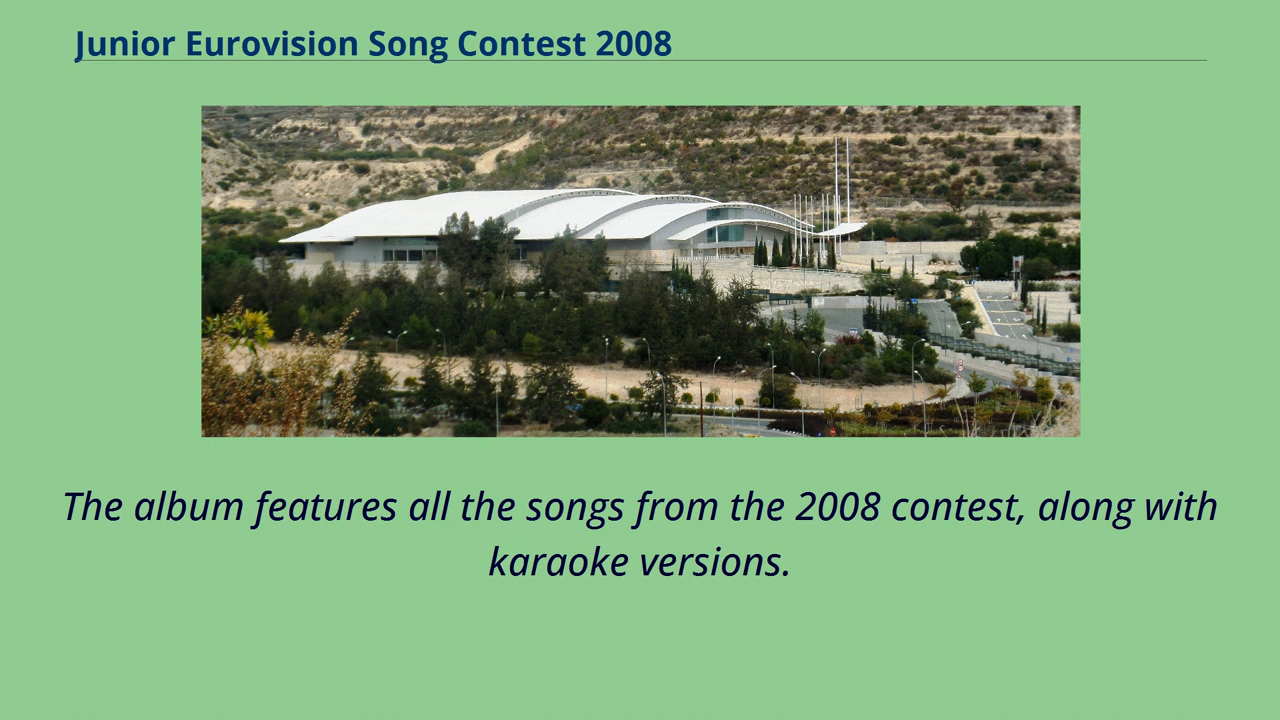 Junior Eurovision Song Contest 2008
The album features all the songs from the 2008 contest, along with
karaoke versions.